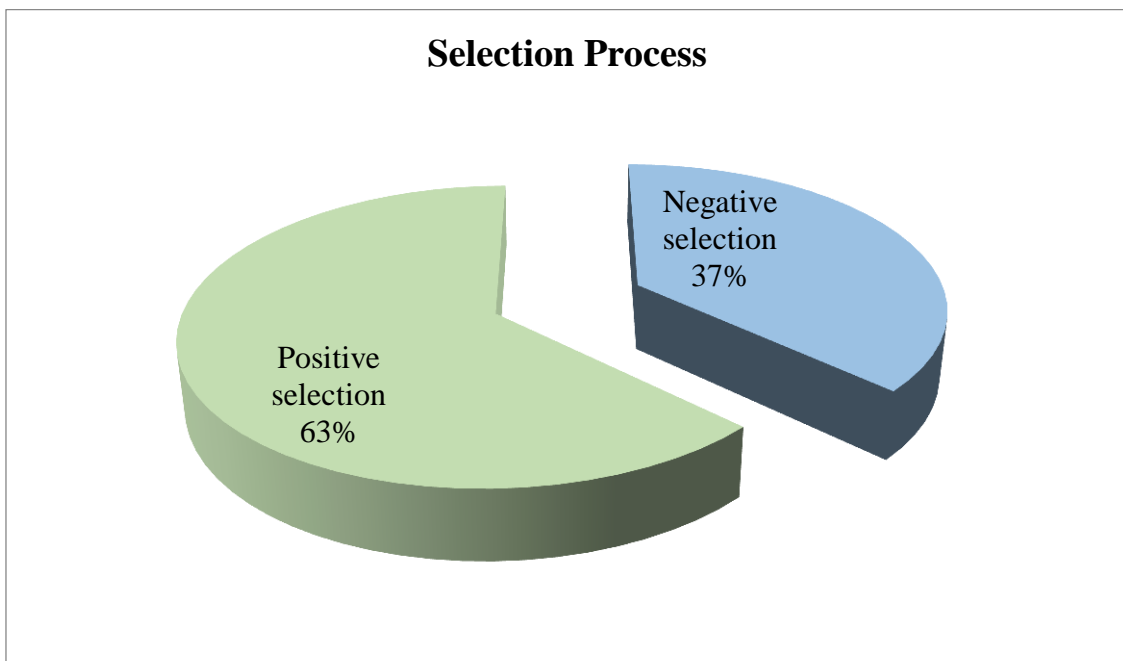 Selection Process
Negative
selection
37%
Positive
selection
63%